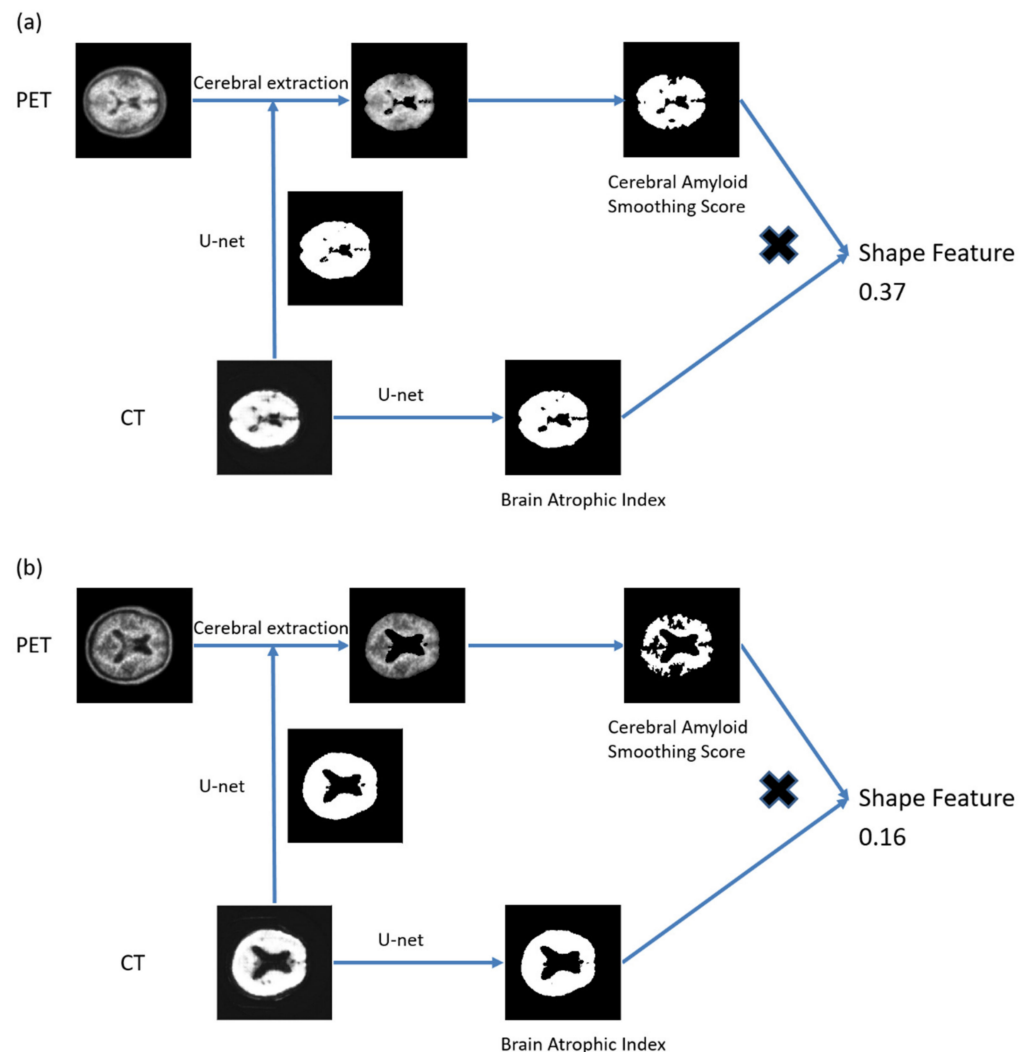 (a)
PET
Cerebral extraction
Cerebral Amyloid
Smoothing Score
U-net
Shape Feature
0.37
CT
U-net
Brain Atrophic Index
(b)
PET
Cerebral extraction
Cerebral Amyloid
Smoothing Score
U-net
Shape Feature
0.16
CT
U-net
Brain Atrophic Index